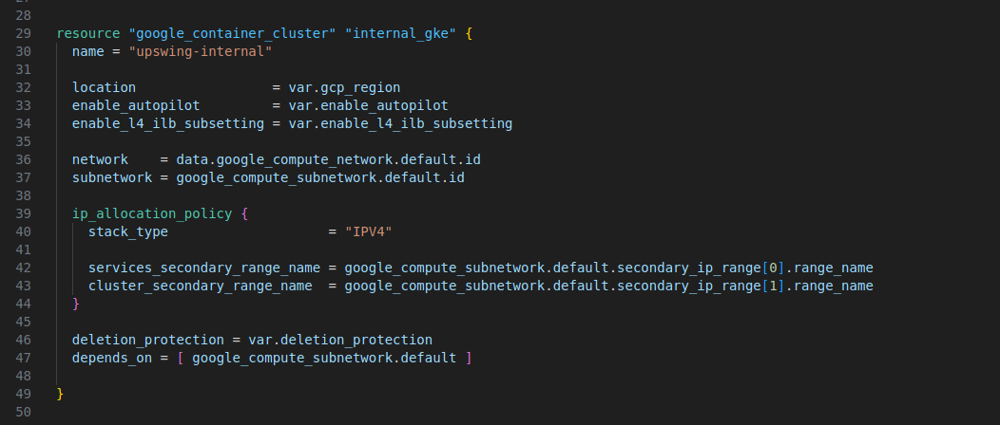 28
29 resource "google_container_cluster" "internal_gke" {
30   name = "upswing-internal"
31
32   location                 = var.gcp_region
33   enable_autopilot         = var.enable_autopilot
34   enable_l4_ilb_subsetting = var.enable_l4_ilb_subsetting
35
36   network    = data.google_compute_network.default.id
37   subnetwork = google_compute_subnetwork.default.id
38
39   ip_allocation_policy {
40     stack_type                    = "IPV4"
41
42     services_secondary_range_name = google_compute_subnetwork.default.secondary_ip_range[0].range_name
43     cluster_secondary_range_name  = google_compute_subnetwork.default.secondary_ip_range[1].range_name
44   }
45
46   deletion_protection = var.deletion_protection
47   depends_on = [ google_compute_subnetwork.default ]
48
49 }
50